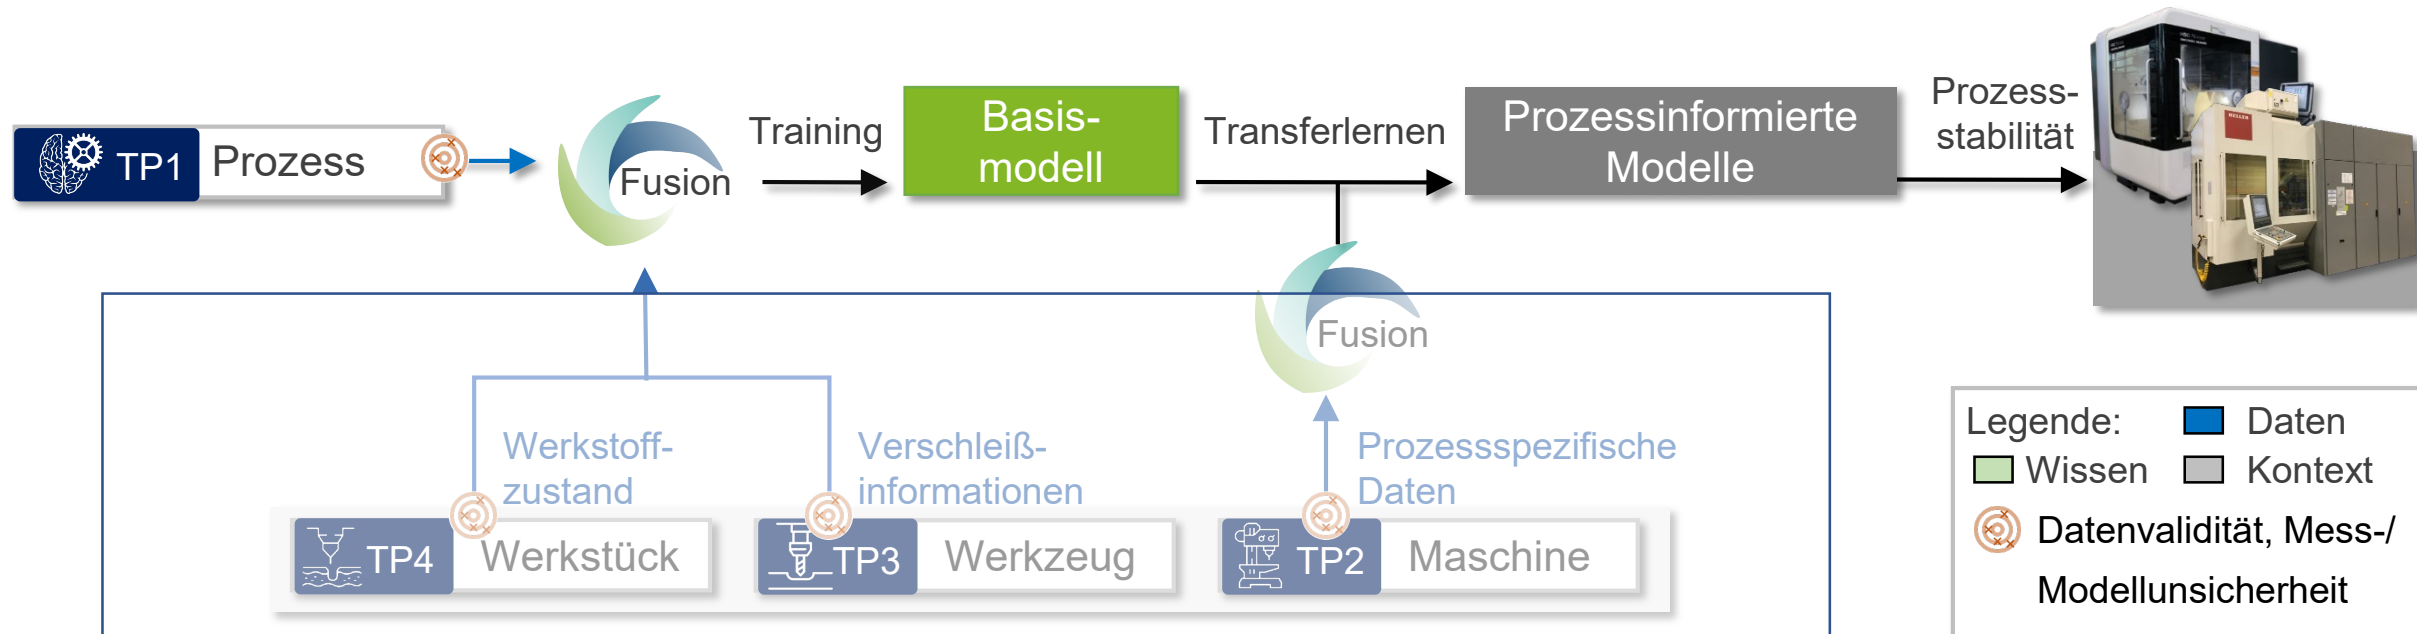 TP1 Prozess
Fusion
Training
Basis-
modell
Transferlernen
Prozessinformierte
Modelle
Prozess-
stabilität
Fusion
Werkstoff-
zustand
Verschleiß-
informationen
Prozessspezifische
Daten
TP4 Werkstück
TP3 Werkzeug
TP2 Maschine
Legende:
Daten
Wissen
Kontext
Datenvalidität, Mess-/
Modellunsicherheit